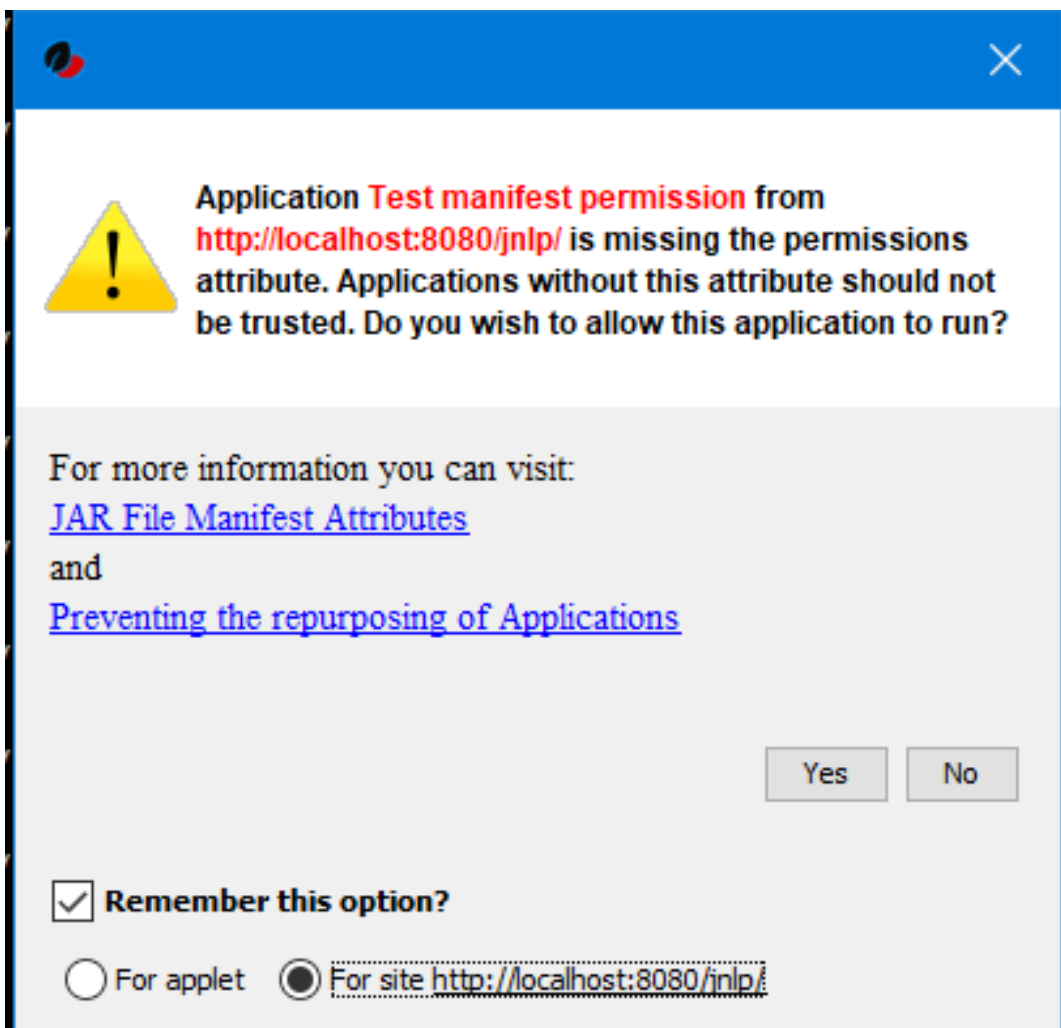 Application Test manifest permission from
http://localhost:8080/jnlp/ is missing the permissions
attribute. Applications without this attribute should not
be trusted. Do you wish to allow this application to run?
For more information you can visit:
JAR File Manifest Attributes
and
Preventing the repurposing of Applications
Yes No
Remember this option?
For applet For site http://localhost:8080/jnlp/